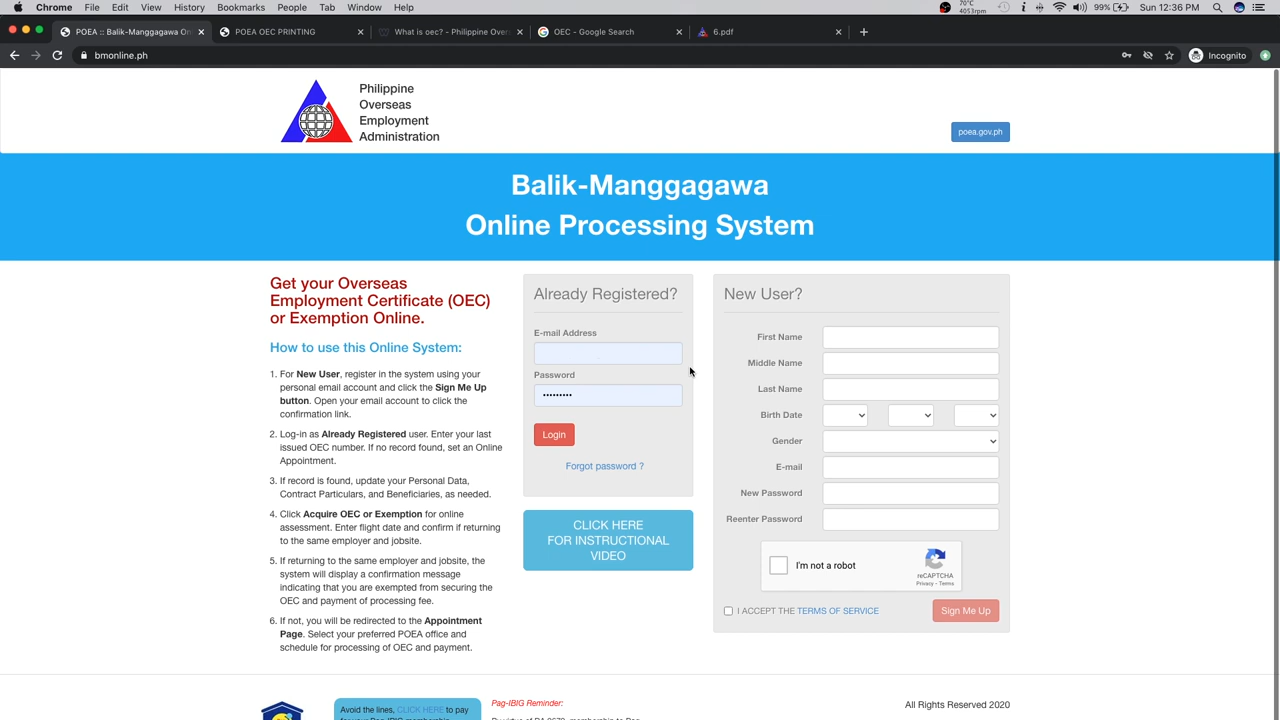 Chrome File Edit View History Bookmarks People Tab Window Help
70°C
4053rpm
99%
Sun 12:36 PM
POEA :: Balik-Manggagawa On
POEA OEC PRINTING
What is oec? - Philippine Over
OEC - Google Search
6.pdf
bmonline.ph
Incognito
Philippine
Overseas
Employment
Administration
poea.gov.ph
Balik-Manggagawa
Online Processing System
Get your Overseas
Employment Certificate (OEC)
or Exemption Online.
How to use this Online System:
1. For New User, register in the system using your
personal email account and click the Sign Me Up
button. Open your email account to click the
confirmation link.
2. Log-in as Already Registered user. Enter your last
issued OEC number. If no record found, set an Online
Appointment.
3. If record is found, update your Personal Data,
Contract Particulars, and Beneficiaries, as needed.
4. Click Acquire OEC or Exemption for online
assessment. Enter flight date and confirm if returning
to the same employer and jobsite.
5. If returning to the same employer and jobsite, the
system will display a confirmation message
indicating that you are exempted from securing the
OEC and payment of processing fee.
6. If not, you will be redirected to the Appointment
Page. Select your preferred POEA office and
schedule for processing of OEC and payment.
Already Registered?
E-mail Address
Password
•••••••••
Login
Forgot password ?
CLICK HERE
FOR INSTRUCTIONAL
VIDEO
New User?
First Name
Middle Name
Last Name
Birth Date
Gender
E-mail
New Password
Reenter Password
I'm not a robot
reCAPTCHA
Privacy - Terms
I ACCEPT THE TERMS OF SERVICE
Sign Me Up
Avoid the lines, CLICK HERE to pay
Pag-IBIG Reminder:
All Rights Reserved 2020